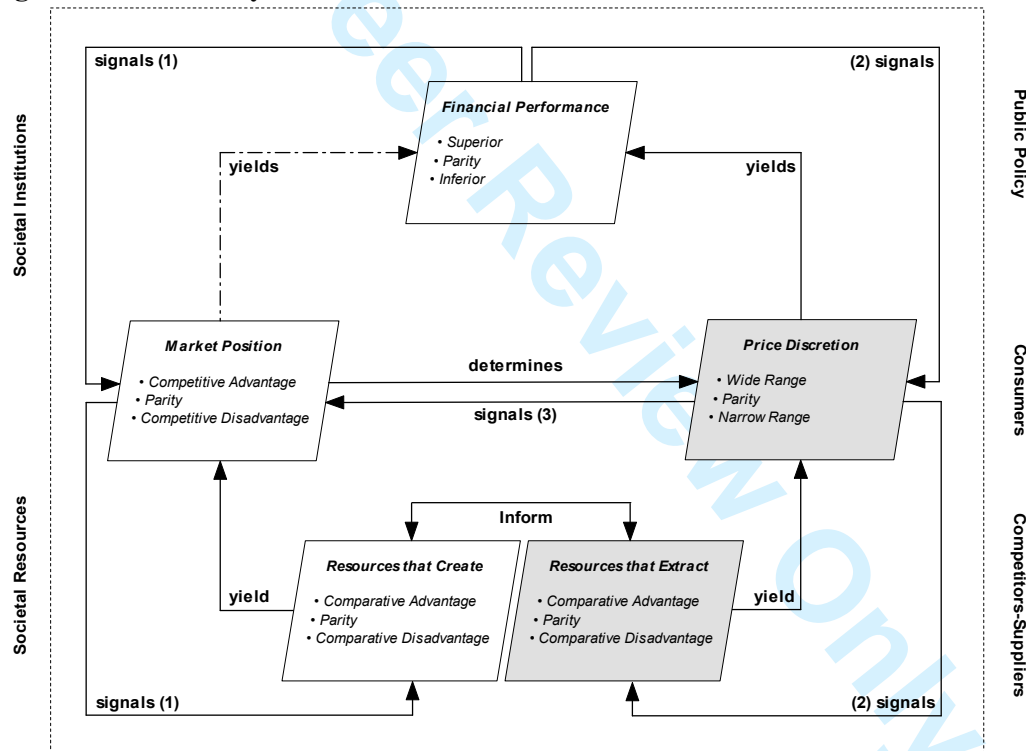 signals (1)
(2) signals
Financial Performance
• Superior
• Parity
• Inferior
yields
yields
Societal Institutions
Public Policy
Market Position
• Competitive Advantage
• Parity
• Competitive Disadvantage
determines
signals (3)
Price Discretion
• Wide Range
• Parity
• Narrow Range
Consumers
Inform
Resources that Create
• Comparative Advantage
• Parity
• Comparative Disadvantage
Resources that Extract
• Comparative Advantage
• Parity
• Comparative Disadvantage
yield
yield
Societal Resources
Competitors-Suppliers
signals (1)
(2) signals
eer Review Only